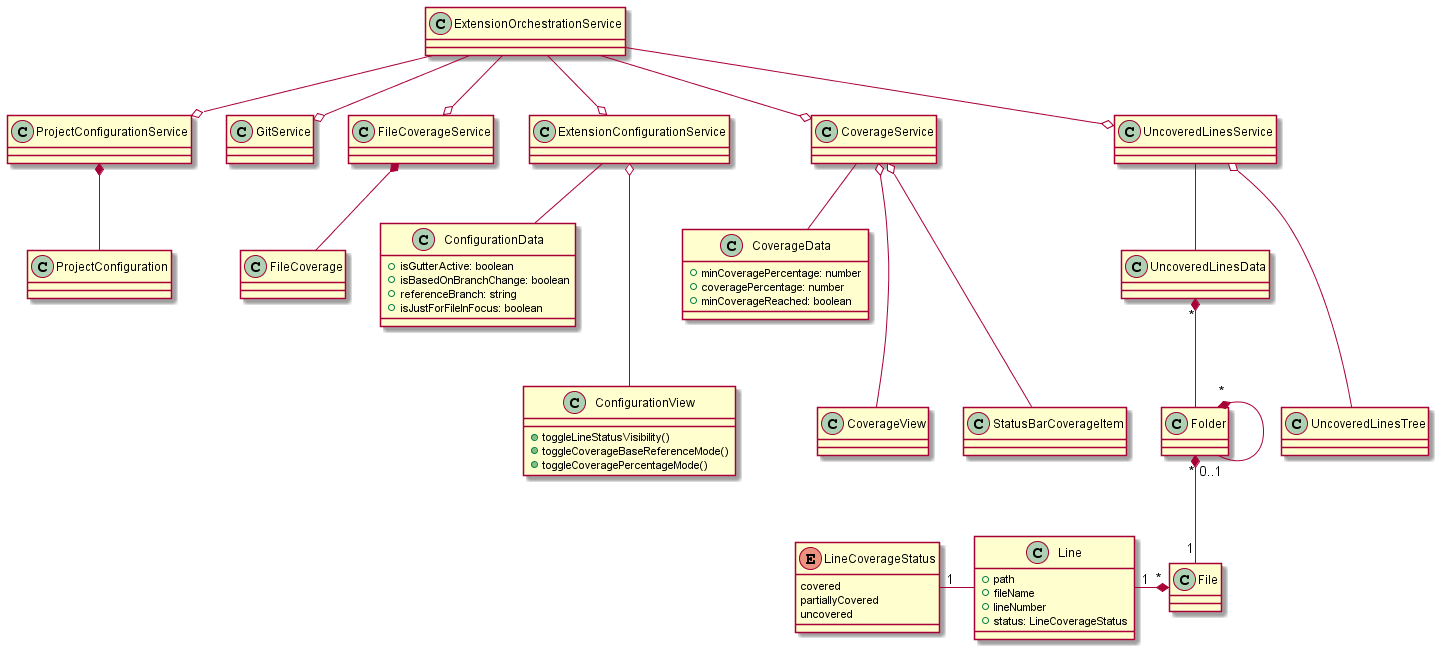 C ExtensionOrchestrationService
C ProjectConfigurationService
C GitService
C FileCoverageService
C ExtensionConfigurationService
C CoverageService
C UncoveredLinesService
C ProjectConfiguration
C FileCoverage
C ConfigurationData
isGutterActive: boolean
isBasedOnBranchChange: boolean
referenceBranch: string
isJustForFileInFocus: boolean
C CoverageData
minCoveragePercentage: number
coveragePercentage: number
minCoverageReached: boolean
C UncoveredLinesData
*
*
C ConfigurationView
toggleLineStatusVisibility()
toggleCoverageBaseReferenceMode()
toggleCoveragePercentageMode()
C CoverageView
C StatusBarCoverageItem
C Folder
C UncoveredLinesTree
* 0..1
1
E LineCoverageStatus
covered
partiallyCovered
uncovered
1
C Line
path
fileName
lineNumber
status: LineCoverageStatus
1 *
C File